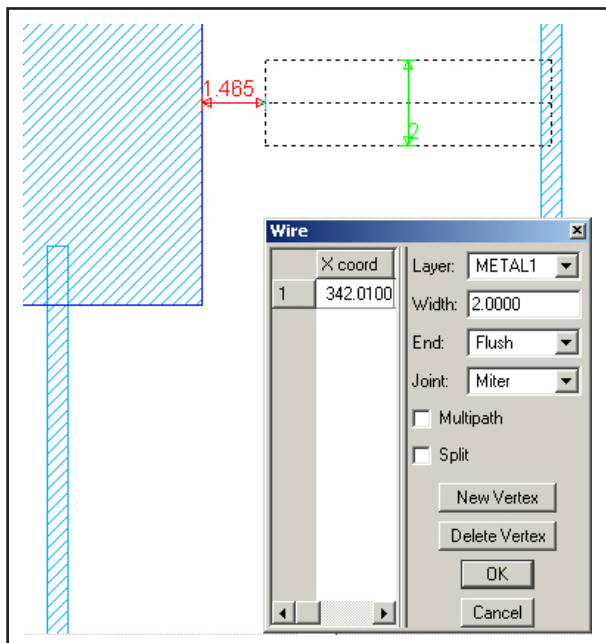 1.465
2
Wire
X coord
1 342.0100
Layer: METAL1
Width: 2.0000
End: Flush
Joint: Miter
Multipath
Split
New Vertex
Delete Vertex
OK
Cancel